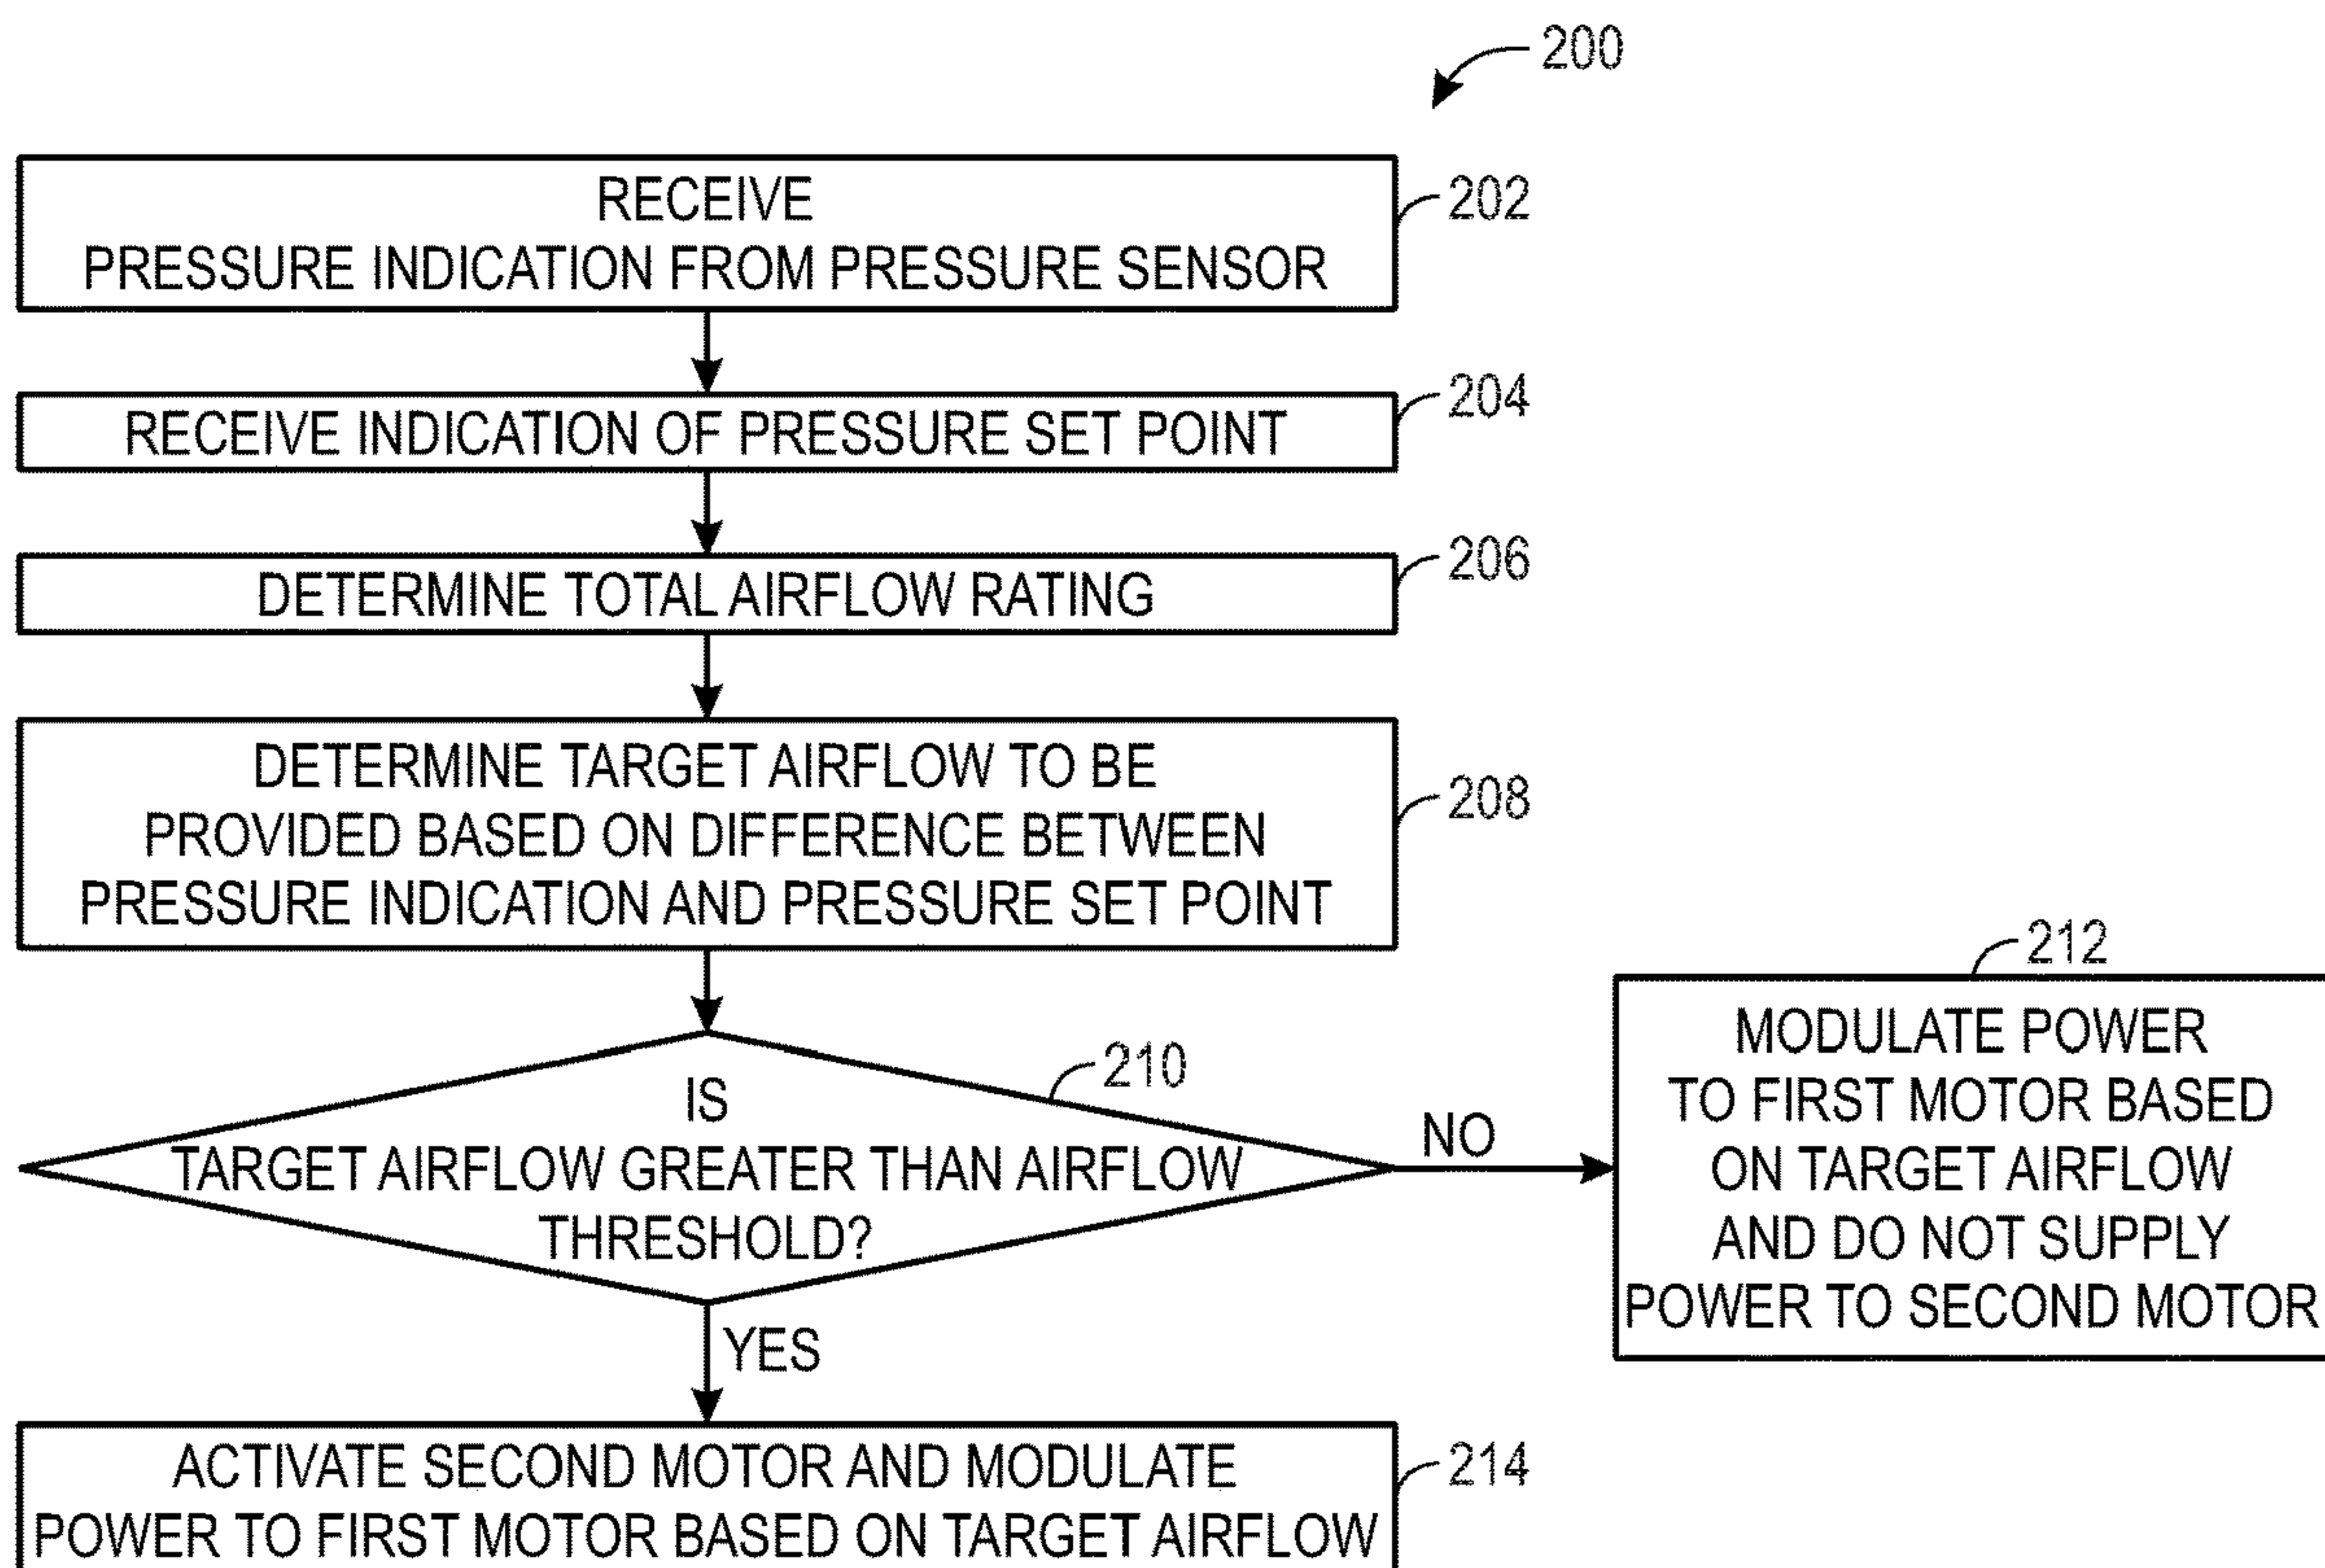 200
RECEIVE
PRESSURE INDICATION FROM PRESSURE SENSOR
202
RECEIVE INDICATION OF PRESSURE SET POINT
204
DETERMINE TOTAL AIRFLOW RATING
206
DETERMINE TARGET AIRFLOW TO BE
PROVIDED BASED ON DIFFERENCE BETWEEN
PRESSURE INDICATION AND PRESSURE SET POINT
208
210
IS
TARGET AIRFLOW GREATER THAN AIRFLOW
THRESHOLD?
NO
212
MODULATE POWER
TO FIRST MOTOR BASED
ON TARGET AIRFLOW
AND DO NOT SUPPLY
POWER TO SECOND MOTOR
YES
ACTIVATE SECOND MOTOR AND MODULATE
POWER TO FIRST MOTOR BASED ON TARGET AIRFLOW
214